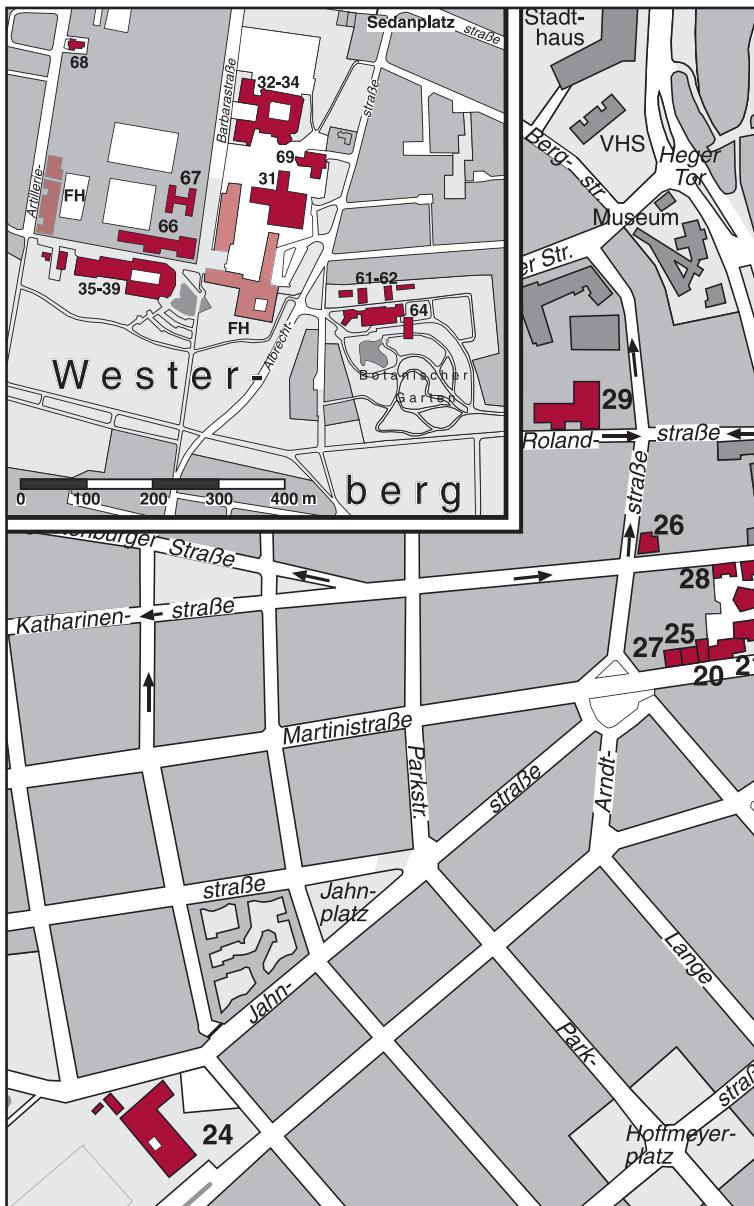 Sedanplatz
straße
68
Barbarastraße
32-34
straße
Artillerie-
69
67
31
FH
66
35-39
FH
Albrecht-
61-62
64
Wester-
Botanischer
Garten
berg
0 100 200 300 400 m
Stadt-
haus
VHS
Berg-
str.
Heger
Tor
Museum
er Str.
29
Roland-
straße
straße
26
28
burger Straße
Katharinen-
straße
27
25
20
Martinistraße
Parkstr.
straße
Arndt-
straße
Jahn-
platz
Jahn-
Lange
Park-
straß
24
Hoffmeyer-
platz